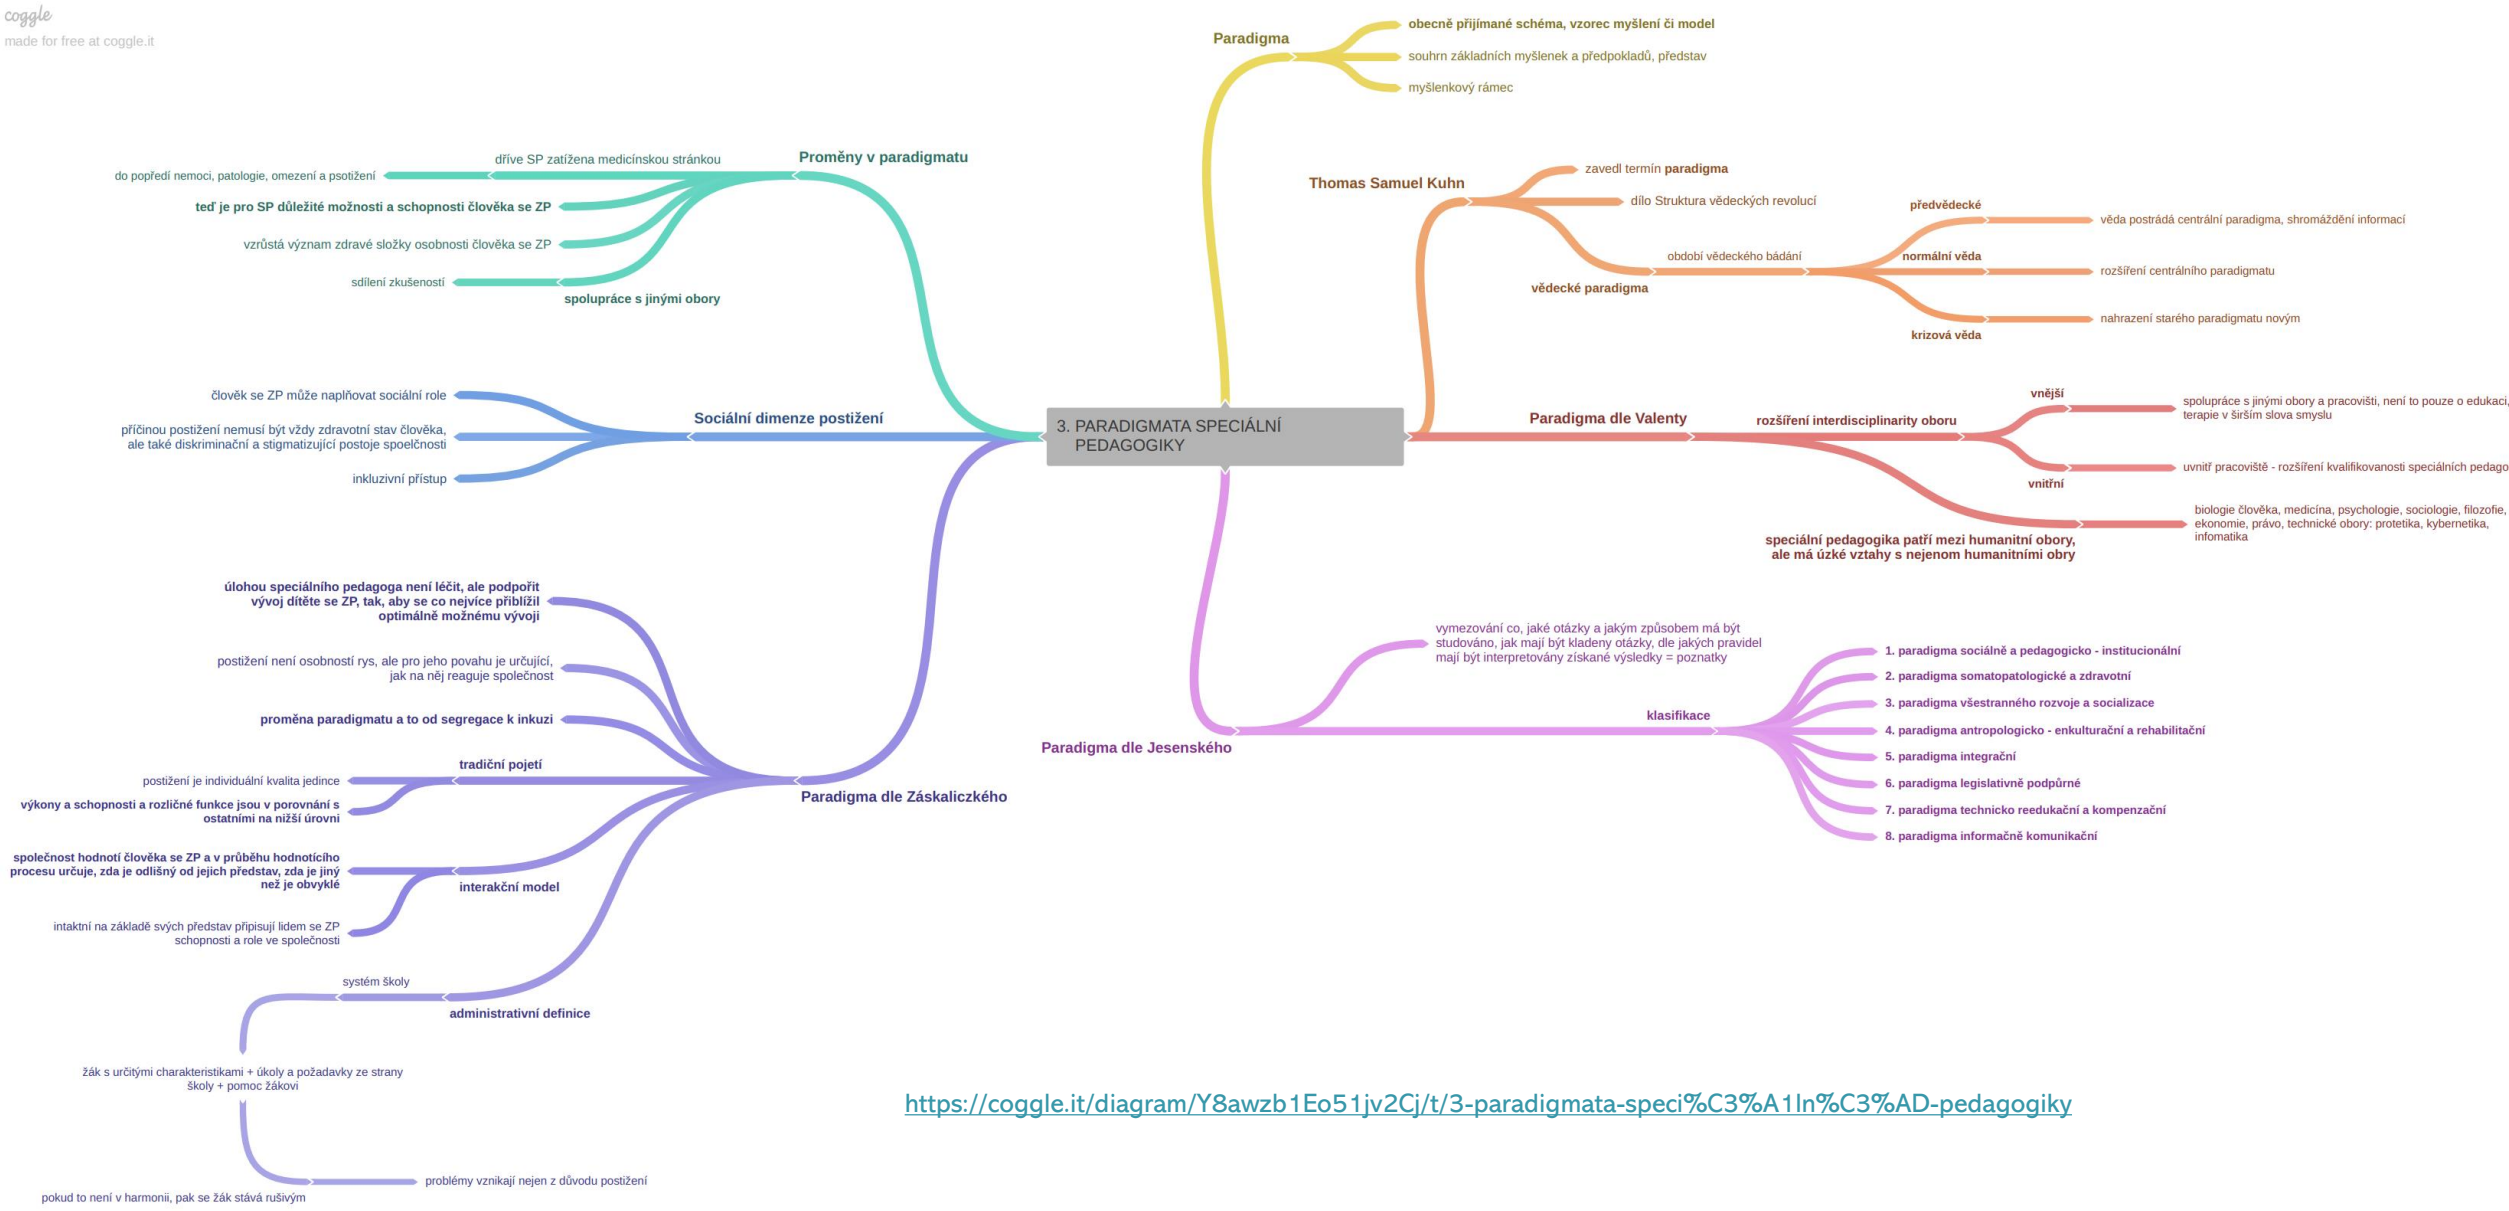 coggle
made for free at coggle.it
Paradigma
obecně přijímané schéma, vzorec myšlení či model
souhrn základních myšlenek a předpokladů, představ
myšlenkový rámec
Thomas Samuel Kuhn
zavedl termín paradigma
dílo Struktura vědeckých revolucí
vědecké paradigma
období vědeckého bádání
předvědecké
věda postrádá centrální paradigma, shromáždění informací
normální věda
rozšíření centrálního paradigmatu
krizová věda
nahrazení starého paradigmatu novým
3. PARADIGMATA SPECIÁLNÍ
PEDAGOGIKY
Paradigma dle Valenty
rozšíření interdisciplinarity oboru
vnější
spolupráce s jinými obory a pracovišti, není to pouze o edukaci,
terapie v širším slova smyslu
vnitřní
uvnitř pracoviště - rozšíření kvalifikovanosti speciálních pedago
speciální pedagogika patří mezi humanitní obory,
ale má úzké vztahy s nejenom humanitními obry
biologie člověka, medicína, psychologie, sociologie, filozofie,
ekonomie, právo, technické obory: protetika, kybernetika,
infomatika
Paradigma dle Jesenského
vymezování co, jaké otázky a jakým způsobem má být
studováno, jak mají být kladeny otázky, dle jakých pravidel
mají být interpretovány získané výsledky = poznatky
klasifikace
1. paradigma sociálně a pedagogicko - institucionální
2. paradigma somatopatologické a zdravotní
3. paradigma všestranného rozvoje a socializace
4. paradigma antropologicko - enkulturační a rehabilitační
5. paradigma integrační
6. paradigma legislativně podpůrné
7. paradigma technicko reedukační a kompenzační
8. paradigma informačně komunikační
Proměny v paradigmatu
dříve SP zatížena medicínskou stránkou
do popředí nemoci, patologie, omezení a psotižení
teď je pro SP důležité možnosti a schopnosti člověka se ZP
vzrůstá význam zdravé složky osobnosti člověka se ZP
sdílení zkušeností
spolupráce s jinými obory
Sociální dimenze postižení
člověk se ZP může naplňovat sociální role
příčinou postižení nemusí být vždy zdravotní stav člověka,
ale také diskriminační a stigmatizující postoje spoelčnosti
inkluzivní přístup
Paradigma dle Záskaliczkého
úlohou speciálního pedagoga není léčit, ale podpořit
vývoj dítěte se ZP, tak, aby se co nejvíce přiblížil
optimálně možnému vývoji
postižení není osobností rys, ale pro jeho povahu je určující,
jak na něj reaguje společnost
proměna paradigmatu a to od segregace k inkuzi
tradiční pojetí
postižení je individuální kvalita jedince
výkony a schopnosti a rozličné funkce jsou v porovnání s
ostatními na nižší úrovni
interakční model
společnost hodnotí člověka se ZP a v průběhu hodnotícího
procesu určuje, zda je odlišný od jejich představ, zda je jiný
než je obvyklé
intaktní na základě svých představ připisují lidem se ZP
schopnosti a role ve společnosti
administrativní definice
systém školy
žák s určitými charakteristikami + úkoly a požadavky ze strany
školy + pomoc žákovi
pokud to není v harmonii, pak se žák stává rušivým
problémy vznikají nejen z důvodu postižení
https://coggle.it/diagram/Y8awzb1Eo51jv2Cj/t/3-paradigmata-speci%C3%A1ln%C3%AD-pedagogiky